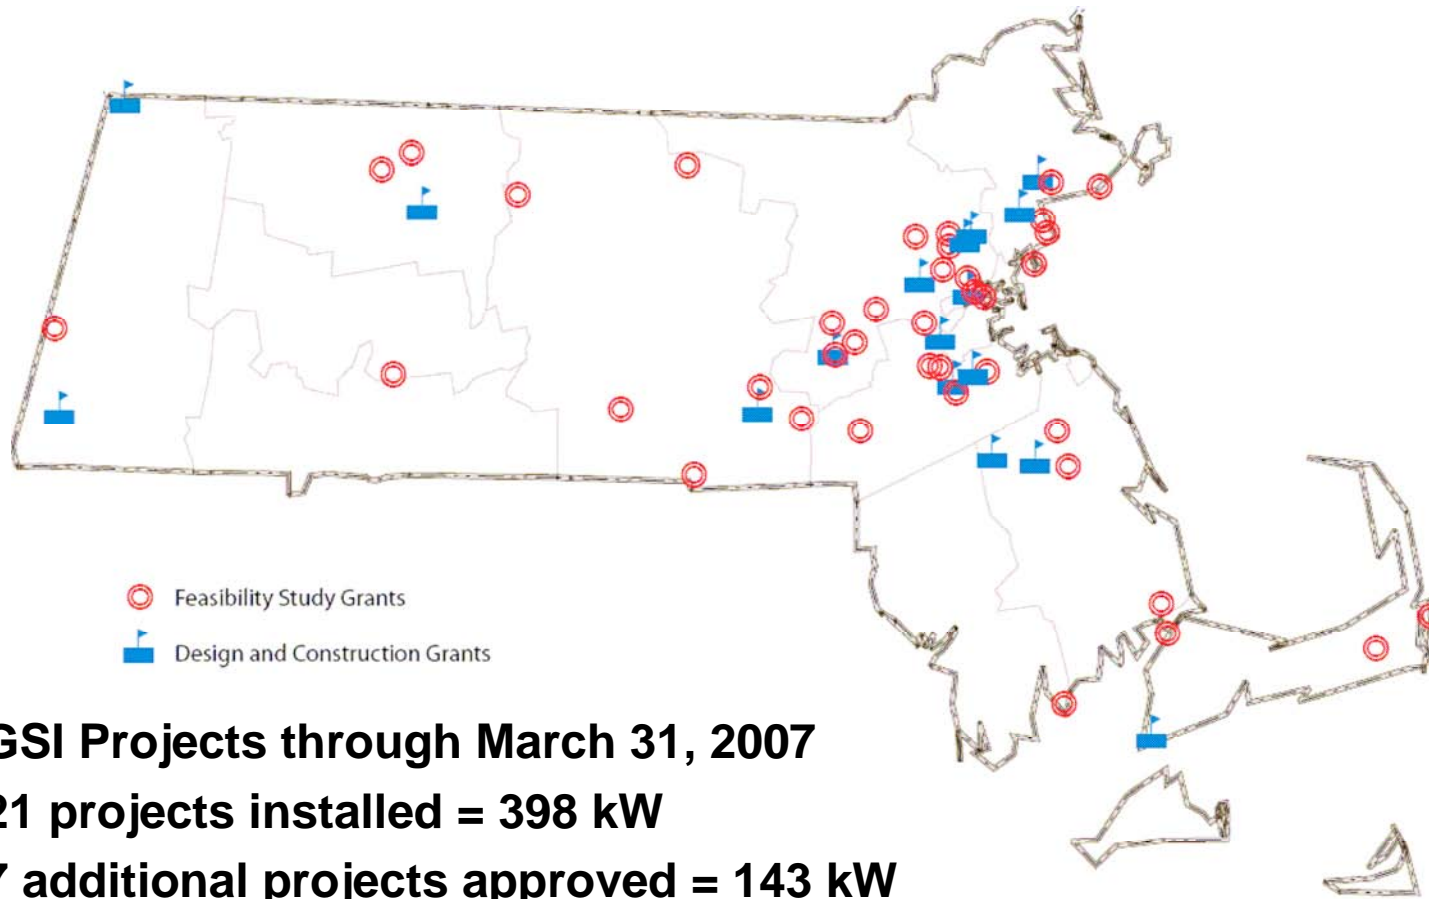 Feasibility Study Grants
Design and Construction Grants
GSI Projects through March 31, 2007
21 projects installed = 398 kW
7 additional projects approved = 143 kW